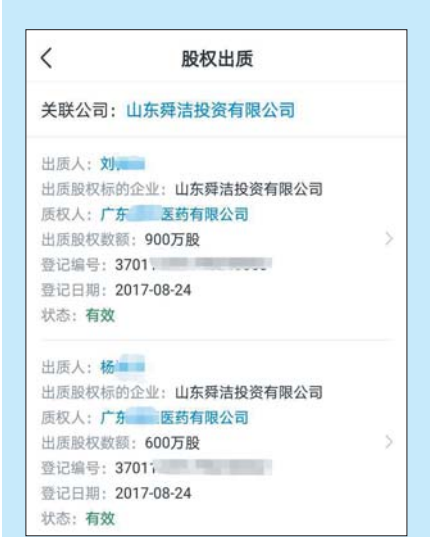 股权出质
关联公司：山东舜洁投资有限公司
出质人：刘
出质股权标的企业：山东舜洁投资有限公司
质权人：广东 医药有限公司
出质股权数额：900万股
登记编号：3701
登记日期：2017-08-24
状态：有效
出质人：杨
出质股权标的企业：山东舜洁投资有限公司
质权人：广东 医药有限公司
出质股权数额：600万股
登记编号：3701
登记日期：2017-08-24
状态：有效